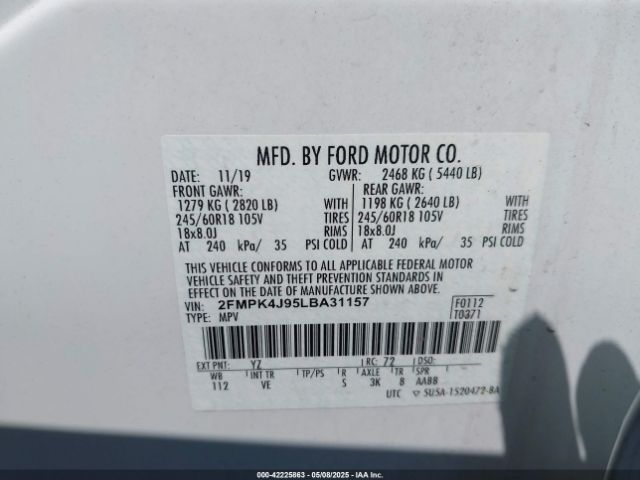 MFD. BY FORD MOTOR CO.
DATE: 11/19 GVWR: 2468 KG ( 5440 LB)
FRONT GAWR: REAR GAWR:
1279 KG ( 2820 LB) WITH 1198 KG ( 2640 LB) WITH
245/60R18 105V TIRES 245/60R18 105V TIRES
18x8.0J RIMS 18x8.0J RIMS
AT 240 kPa/ 35 PSI COLD AT 240 kPa/ 35 PSI COLD
THIS VEHICLE CONFORMS TO ALL APPLICABLE FEDERAL MOTOR
VEHICLE SAFETY AND THEFT PREVENTION STANDARDS IN
EFFECT ON THE DATE OF MANUFACTURE SHOWN ABOVE.
VIN: 2FMPK4J95LBA31157 F0112
TYPE: MPV T0371
EXT PNT: YZ RC: 72 DSO:
WB INT TR TP/PS R AXLE TR SPR
112 VE S 3K 8 AABB
UTC ▽ 5U5A-1520472-BA
000-42225863 - 05/08/2025 - IAAI.COM